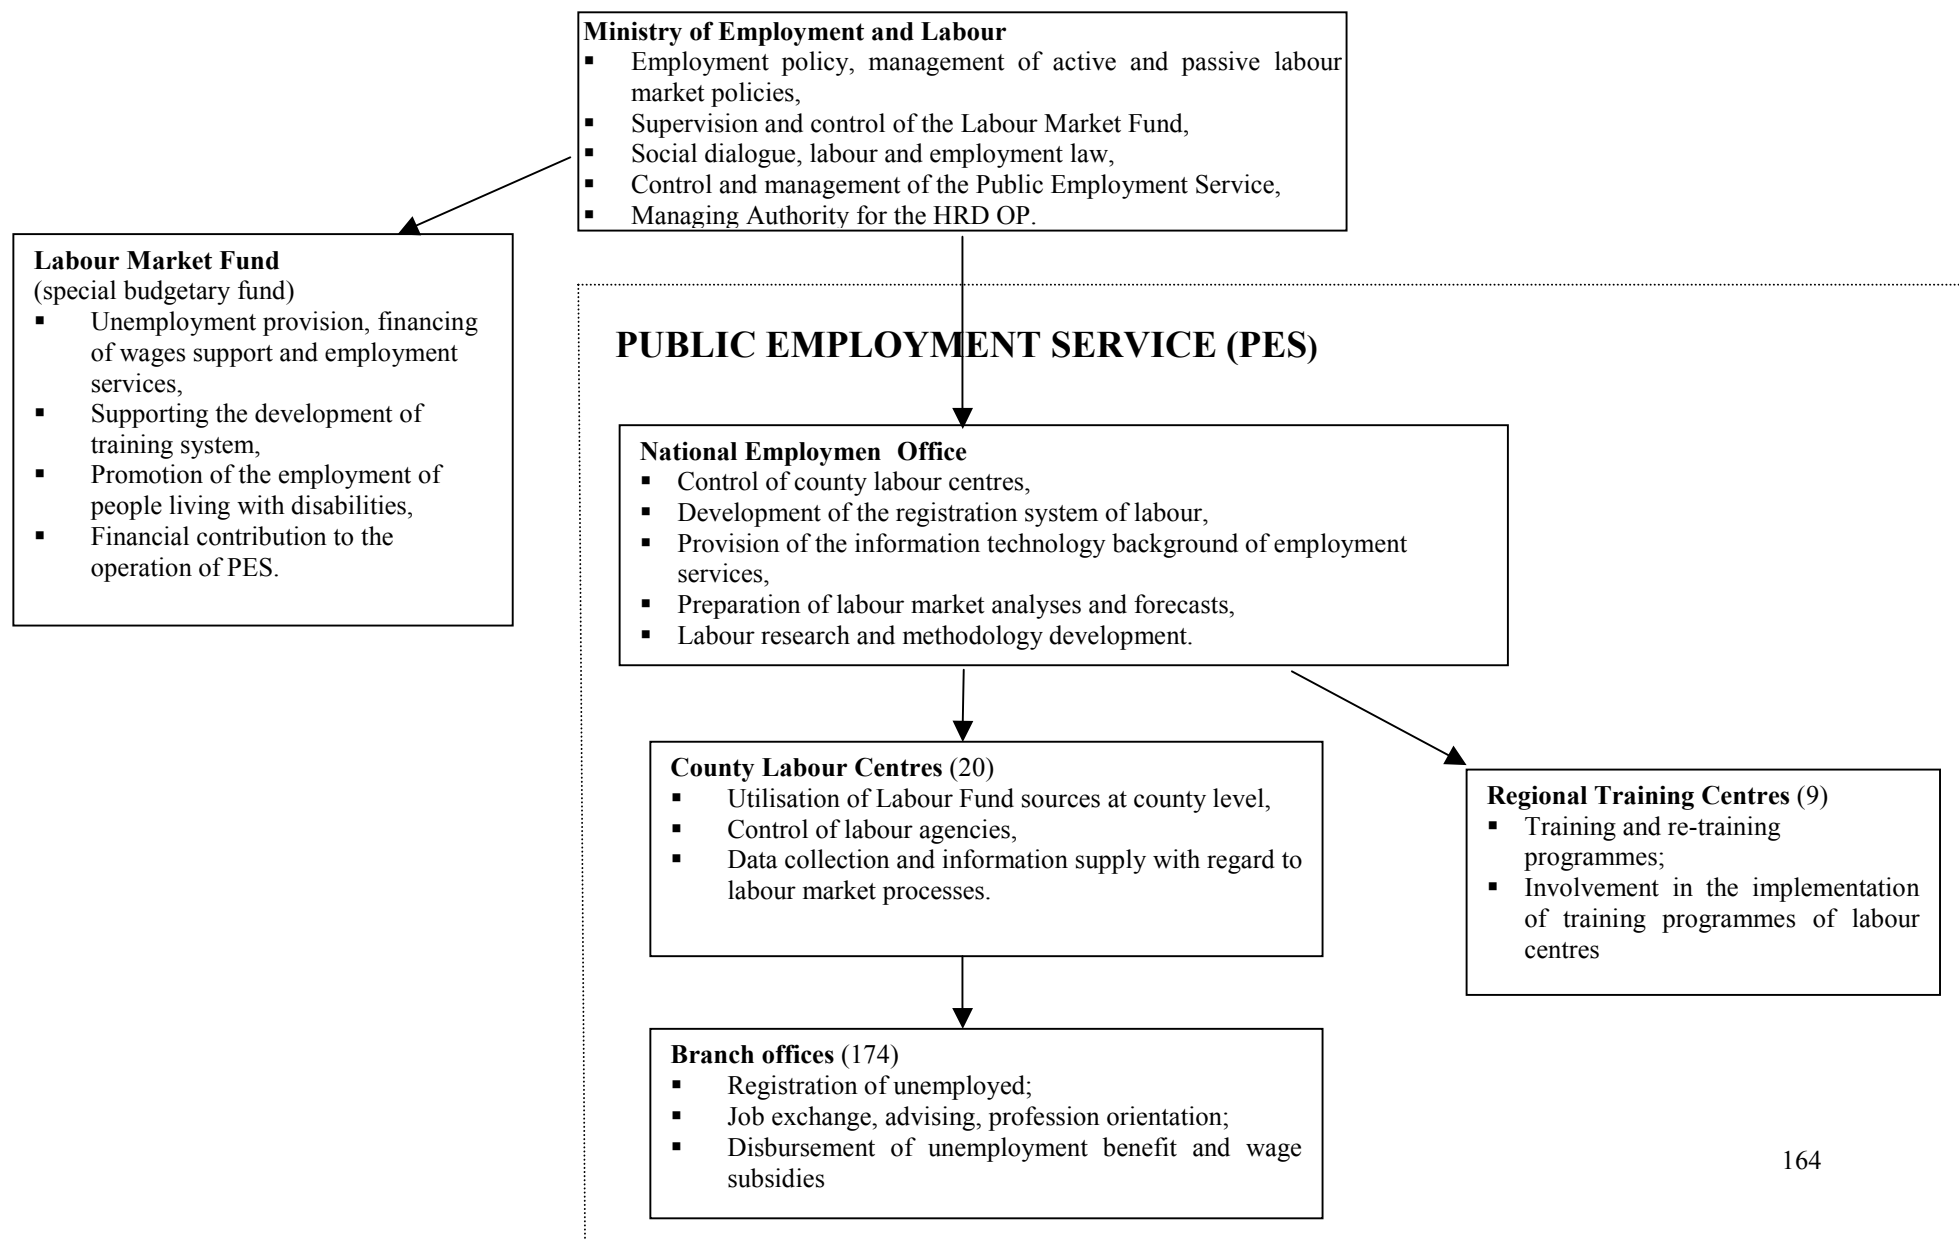 Ministry of Employment and Labour
▪ Employment policy, management of active and passive labour
market policies,
▪ Supervision and control of the Labour Market Fund,
▪ Social dialogue, labour and employment law,
▪ Control and management of the Public Employment Service,
▪ Managing Authority for the HRD OP.
Labour Market Fund
(special budgetary fund)
▪ Unemployment provision, financing
of wages support and employment
services,
▪ Supporting the development of
training system,
▪ Promotion of the employment of
people living with disabilities,
▪ Financial contribution to the
operation of PES.
PUBLIC EMPLOYMENT SERVICE (PES)
National Employmen Office
▪ Control of county labour centres,
▪ Development of the registration system of labour,
▪ Provision of the information technology background of employment
services,
▪ Preparation of labour market analyses and forecasts,
▪ Labour research and methodology development.
County Labour Centres (20)
▪ Utilisation of Labour Fund sources at county level,
▪ Control of labour agencies,
▪ Data collection and information supply with regard to
labour market processes.
Regional Training Centres (9)
▪ Training and re-training
programmes;
▪ Involvement in the implementation
of training programmes of labour
centres
Branch offices (174)
▪ Registration of unemployed;
▪ Job exchange, advising, profession orientation;
▪ Disbursement of unemployment benefit and wage
subsidies
164